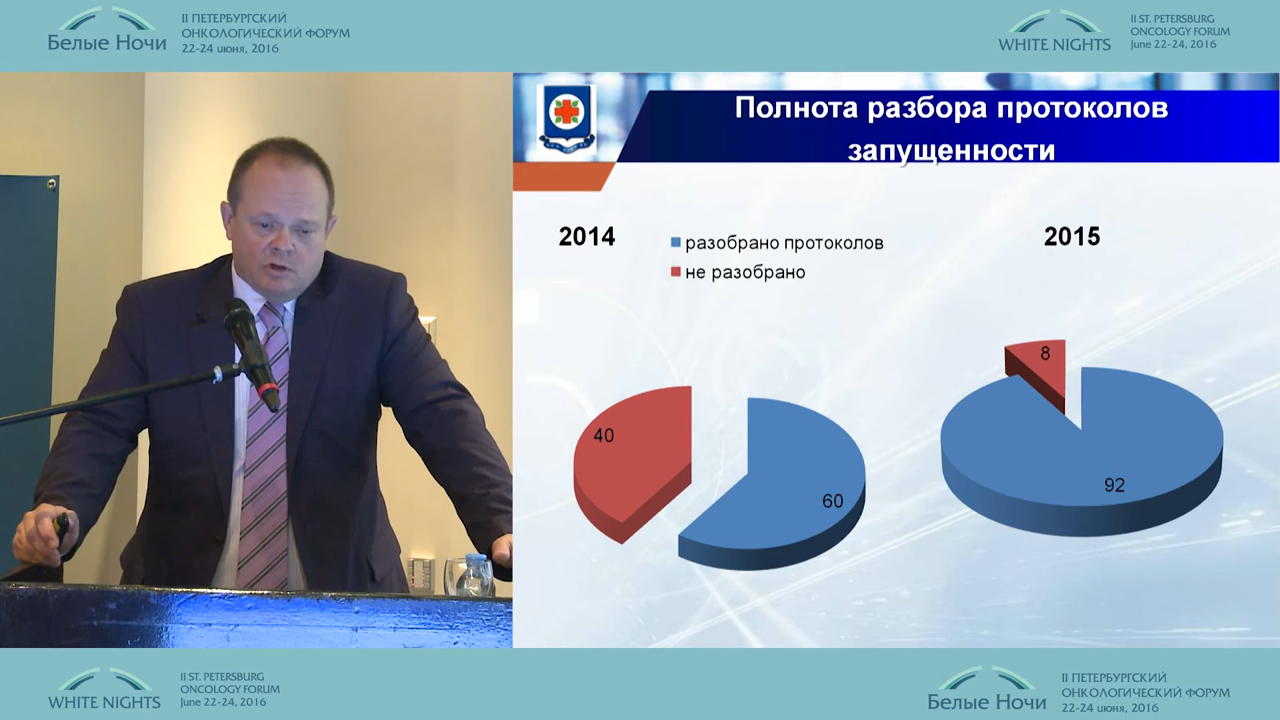 Белые Ночи
II ПЕТЕРБУРГСКИЙ
ОНКОЛОГИЧЕСКИЙ ФОРУМ
22-24 июня, 2016
WHITE NIGHTS
II ST. PETERSBURG
ONCOLOGY FORUM
June 22-24, 2016
Полнота разбора протоколов
запущенности
2014
разобрано протоколов
не разобрано
2015
40
60
8
92
WHITE NIGHTS
II ST. PETERSBURG
ONCOLOGY FORUM
June 22-24, 2016
Белые Ночи
II ПЕТЕРБУРГСКИЙ
ОНКОЛОГИЧЕСКИЙ ФОРУМ
22-24 июня, 2016